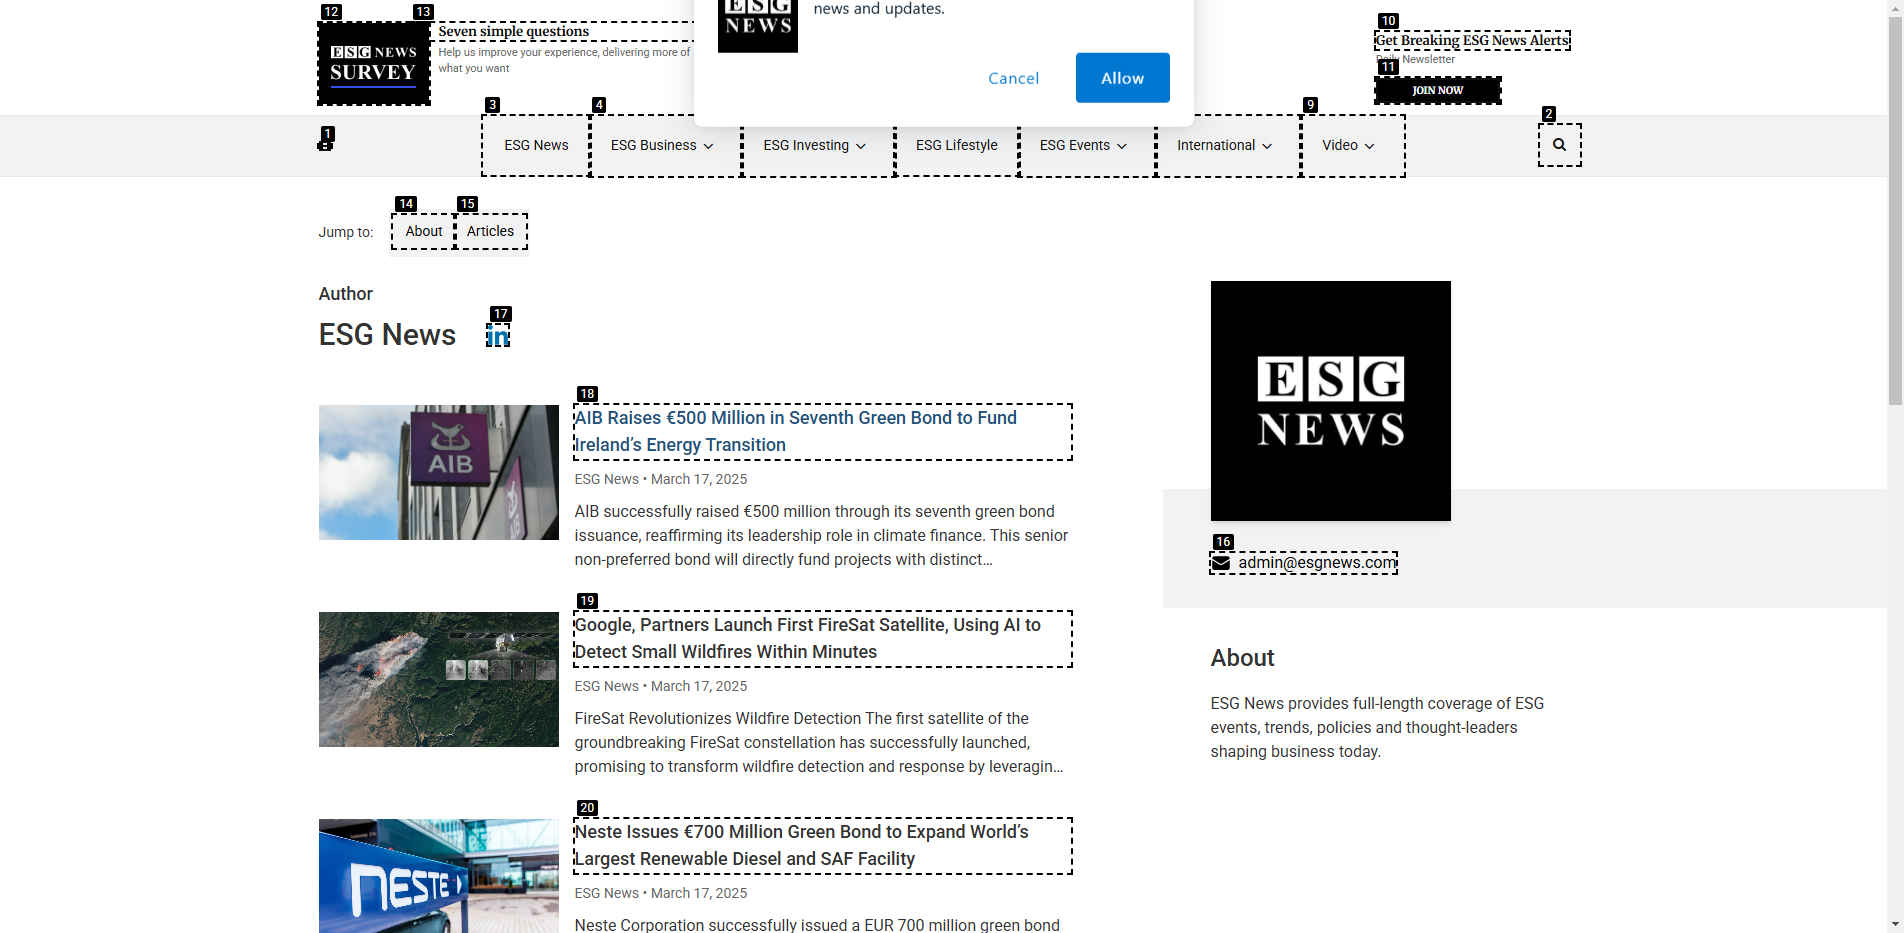 12
13
ESG NEWS
SURVEY
Seven simple questions
Help us improve your experience, delivering more of
what you want
ESG
NEWS
news and updates.
Cancel
Allow
10
Get Breaking ESG News Alerts
Daily Newsletter
11
JOIN NOW
1
3
ESG News
4
ESG Business
ESG Investing
ESG Lifestyle
ESG Events
International
9
Video
2
Jump to:
14
About
15
Articles
Author
ESG News
17
in
18
AIB Raises €500 Million in Seventh Green Bond to Fund
Ireland’s Energy Transition
ESG News • March 17, 2025
AIB successfully raised €500 million through its seventh green bond
issuance, reaffirming its leadership role in climate finance. This senior
non-preferred bond will directly fund projects with distinct…
AIB
AIB
19
Google, Partners Launch First FireSat Satellite, Using AI to
Detect Small Wildfires Within Minutes
ESG News • March 17, 2025
FireSat Revolutionizes Wildfire Detection The first satellite of the
groundbreaking FireSat constellation has successfully launched,
promising to transform wildfire detection and response by leveragin…
20
Neste Issues €700 Million Green Bond to Expand World’s
Largest Renewable Diesel and SAF Facility
ESG News • March 17, 2025
Neste Corporation successfully issued a EUR 700 million green bond
NESTE
ESG
NEWS
16
admin@esgnews.com
About
ESG News provides full-length coverage of ESG
events, trends, policies and thought-leaders
shaping business today.